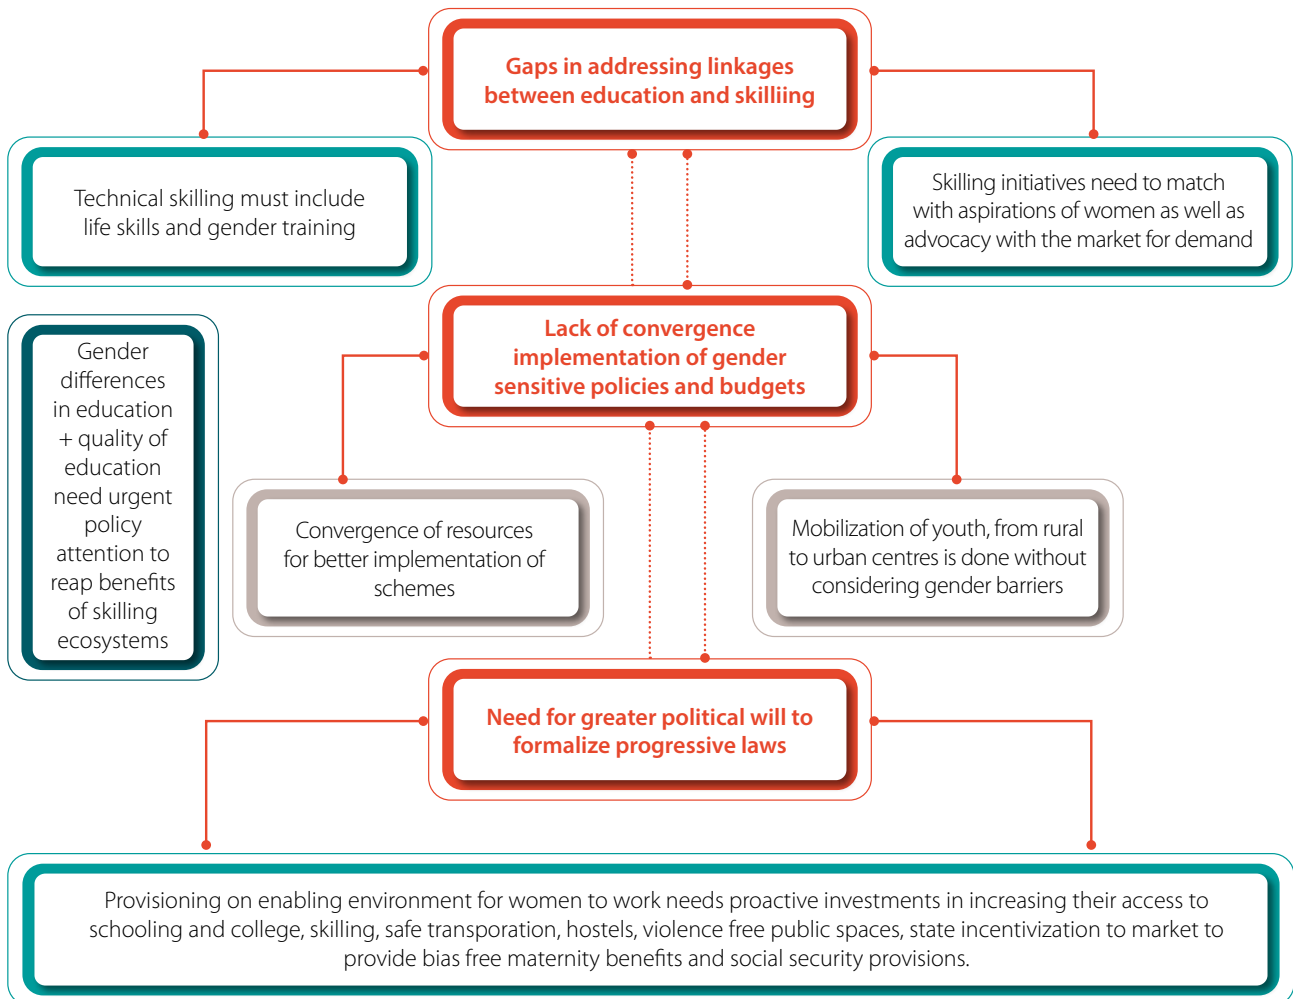 Gaps in addressing linkages
between education and skilliing
Technical skilling must include
life skills and gender training
Skilling initiatives need to match
with aspirations of women as well as
advocacy with the market for demand
Lack of convergence
implementation of gender
sensitive policies and budgets
Gender
differences
in education
+ quality of
education
need urgent
policy
attention to
reap benefits
of skilling
ecosystems
Convergence of resources
for better implementation of
schemes
Mobilization of youth, from rural
to urban centres is done without
considering gender barriers
Need for greater political will to
formalize progressive laws
Provisioning on enabling environment for women to work needs proactive investments in increasing their access to
schooling and college, skilling, safe transporation, hostels, violence free public spaces, state incentivization to market to
provide bias free maternity benefits and social security provisions.